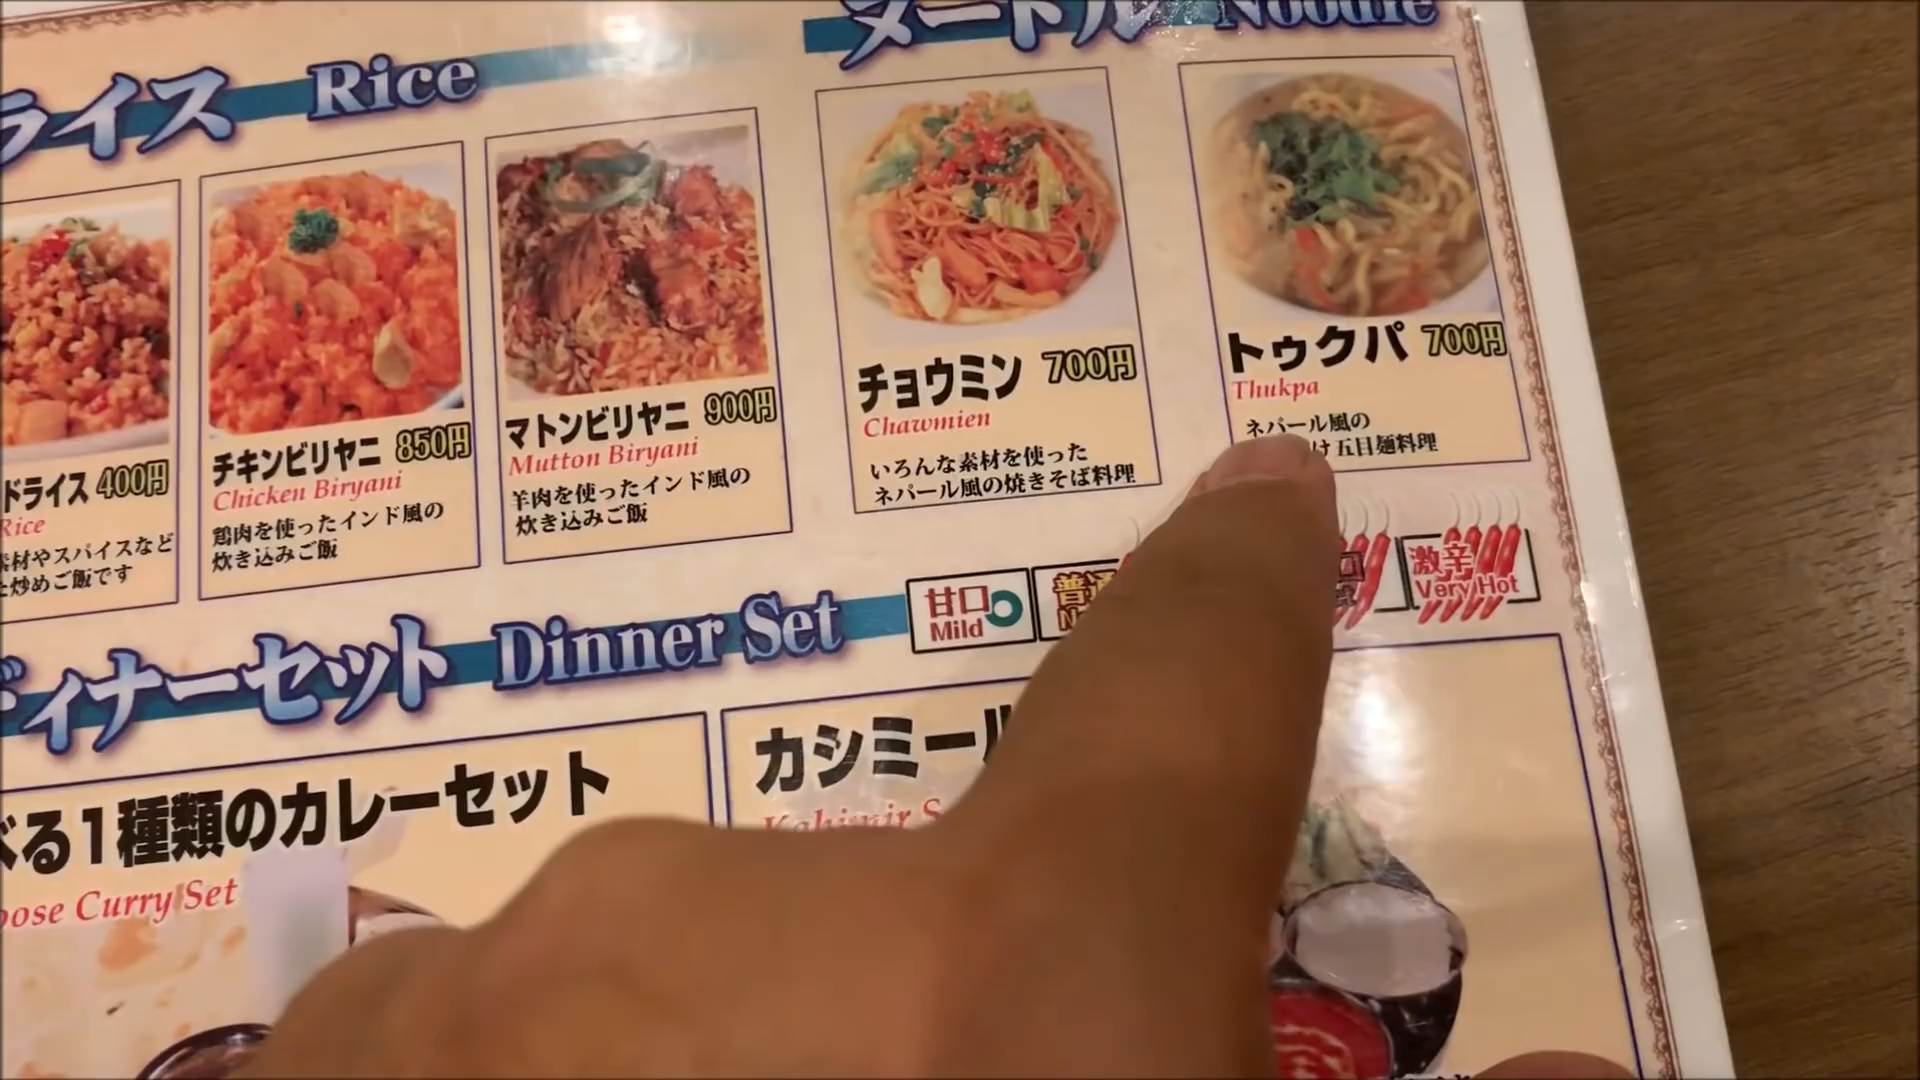 ライス Rice
ヌードル Noodle
ドライス 400円
Rice
素材やスパイスなど
炒めご飯です
チキンビリヤニ 850円
Chicken Biryani
鶏肉を使ったインド風の
炊き込みご飯
マトンビリヤニ 900円
Mutton Biryani
羊肉を使ったインド風の
炊き込みご飯
チョウミン 700円
Chawmien
いろんな素材を使った
ネパール風の焼きそば料理
トゥクパ 700円
Thukpa
ネパール風の
け五目麺料理
ディナーセット Dinner Set
甘口
Mild
普通
激辛
Very Hot
べる1種類のカレーセット
oose Curry Set
カシミール
Kahimir S